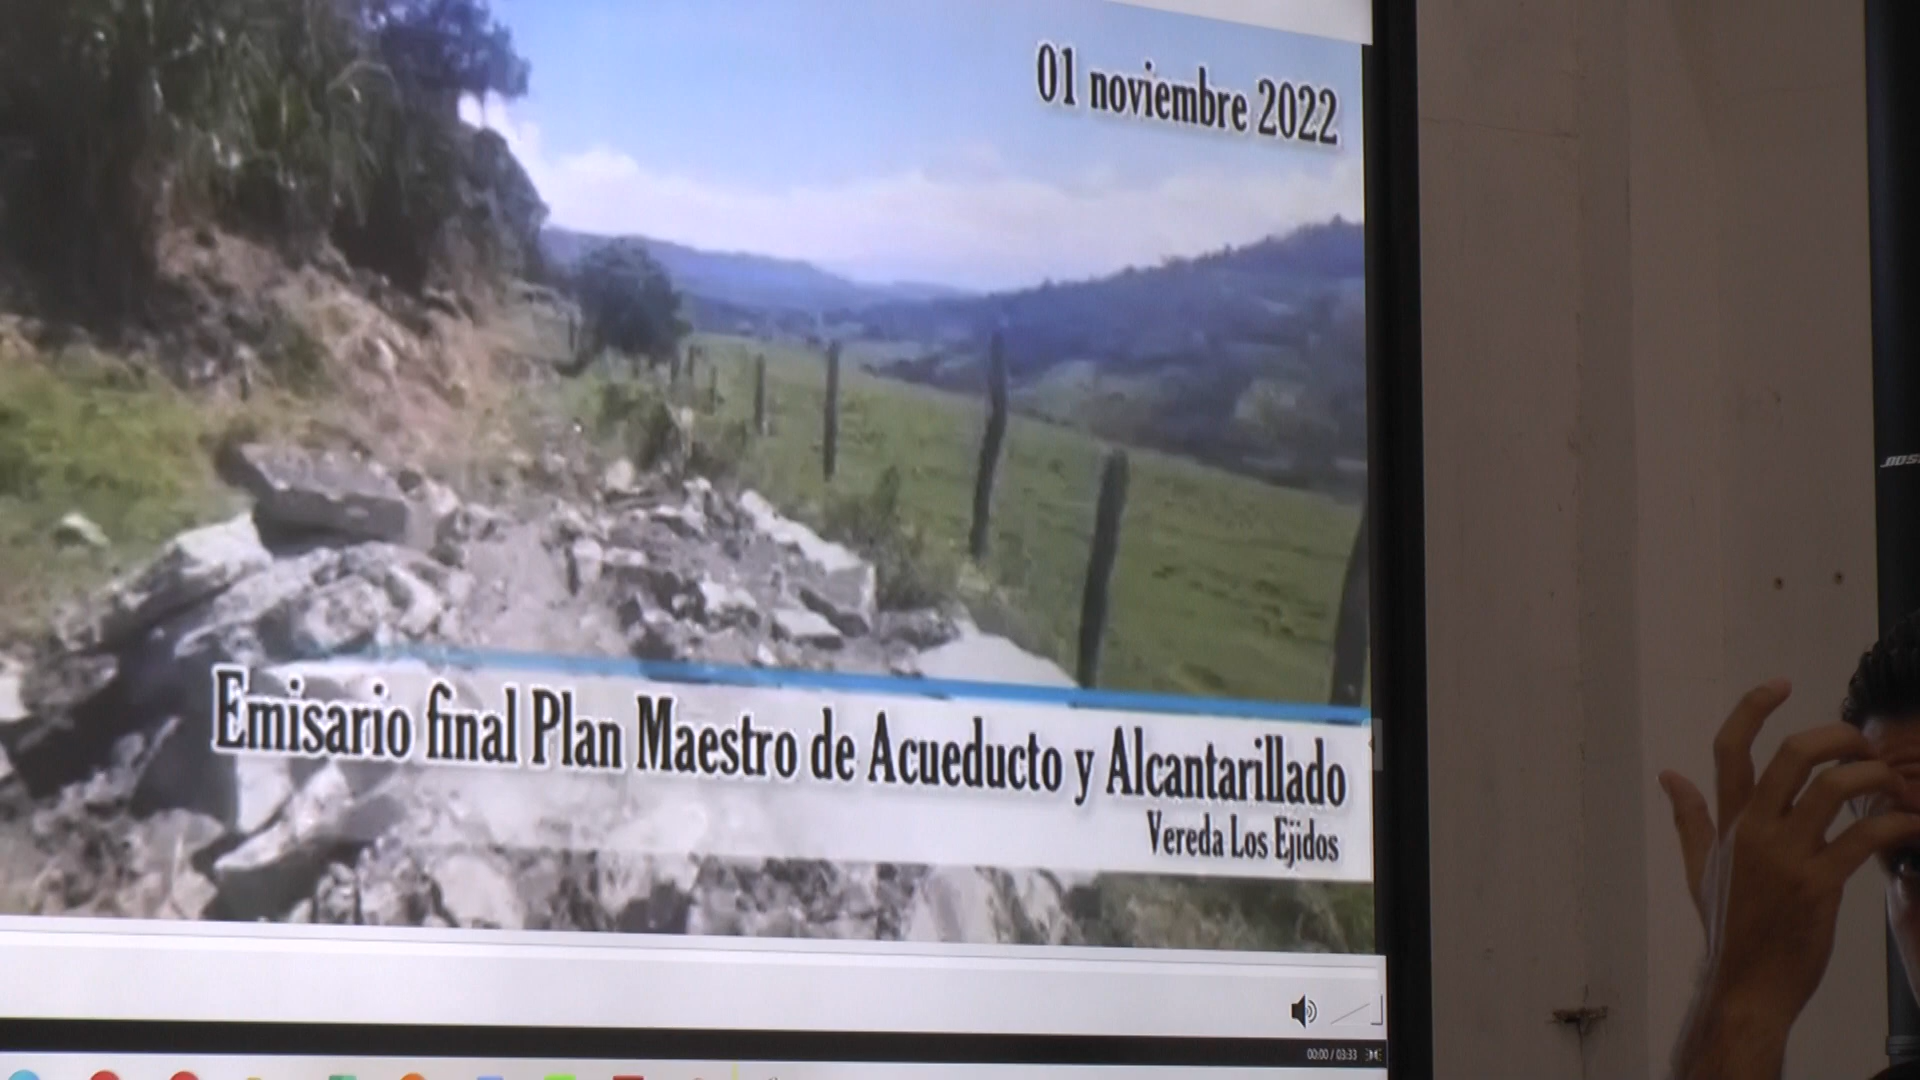 01 noviembre 2022
Emisario final Plan Maestro de Acueducto y Alcantarillado
Vereda Los Ejidos
00:00 / 03:33